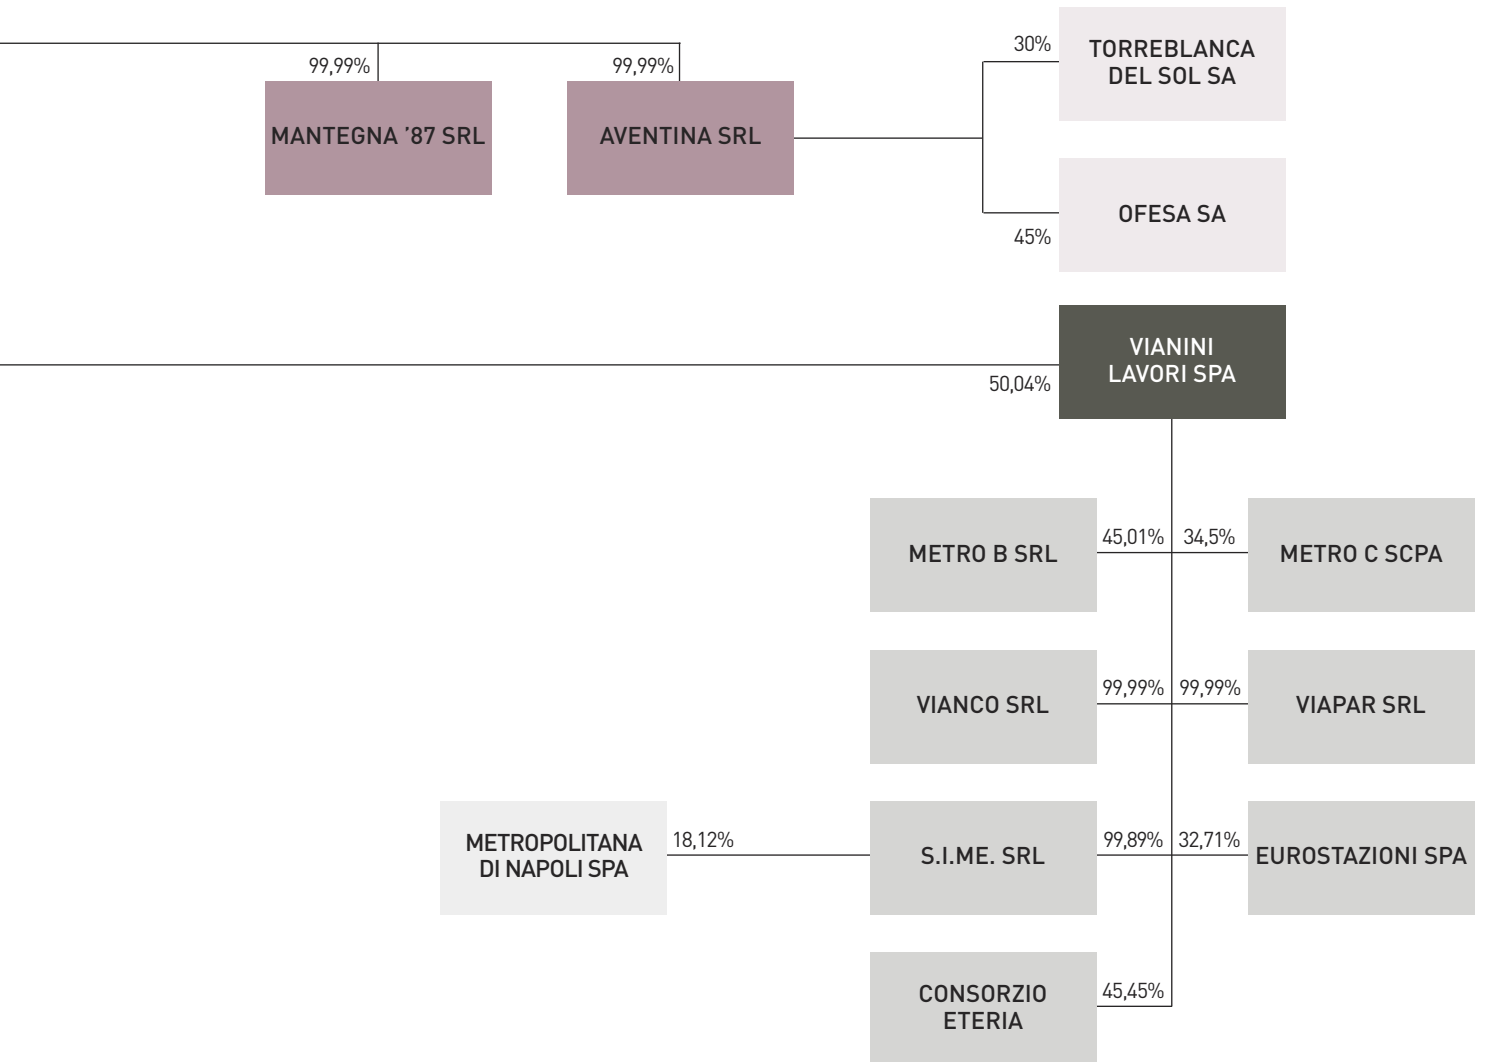 99,99%
MANTEGNA ’87 SRL
99,99%
AVENTINA SRL
30%
TORREBLANCA
DEL SOL SA
45%
OFESA SA
50,04%
VIANINI
LAVORI SPA
METRO B SRL
45,01%
34,5%
METRO C SCPA
VIANCO SRL
99,99%
99,99%
VIAPAR SRL
METROPOLITANA
DI NAPOLI SPA
18,12%
S.I.ME. SRL
99,89%
32,71%
EUROSTAZIONI SPA
CONSORZIO
ETERIA
45,45%